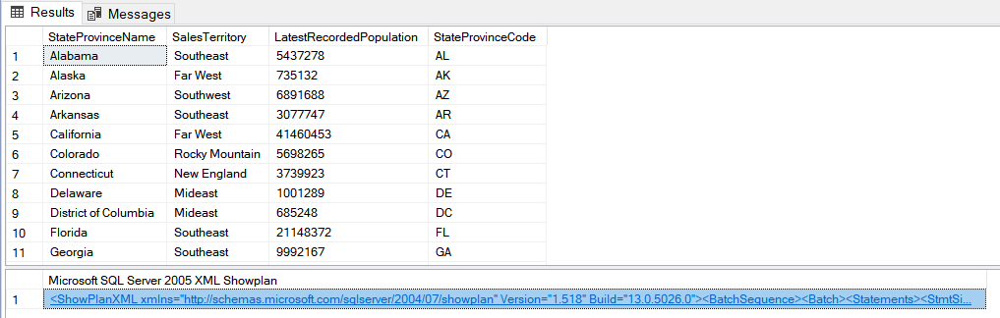 Results Messages
StateProvinceName SalesTerritory LatestRecordedPopulation StateProvinceCode
1 Alabama Southeast 5437278 AL
2 Alaska Far West 735132 AK
3 Arizona Southwest 6891688 AZ
4 Arkansas Southeast 3077747 AR
5 California Far West 41460453 CA
6 Colorado Rocky Mountain 5698265 CO
7 Connecticut New England 3739923 CT
8 Delaware Mideast 1001289 DE
9 District of Columbia Mideast 685248 DC
10 Florida Southeast 21148372 FL
11 Georgia Southeast 9992167 GA
Microsoft SQL Server 2005 XML Showplan
1 <ShowPlanXML xmlns="http://schemas.microsoft.com/sqlserver/2004/07/showplan" Version="1.518" Build="13.0.5026.0"><BatchSequence><Batch><Statements><StmtSi...